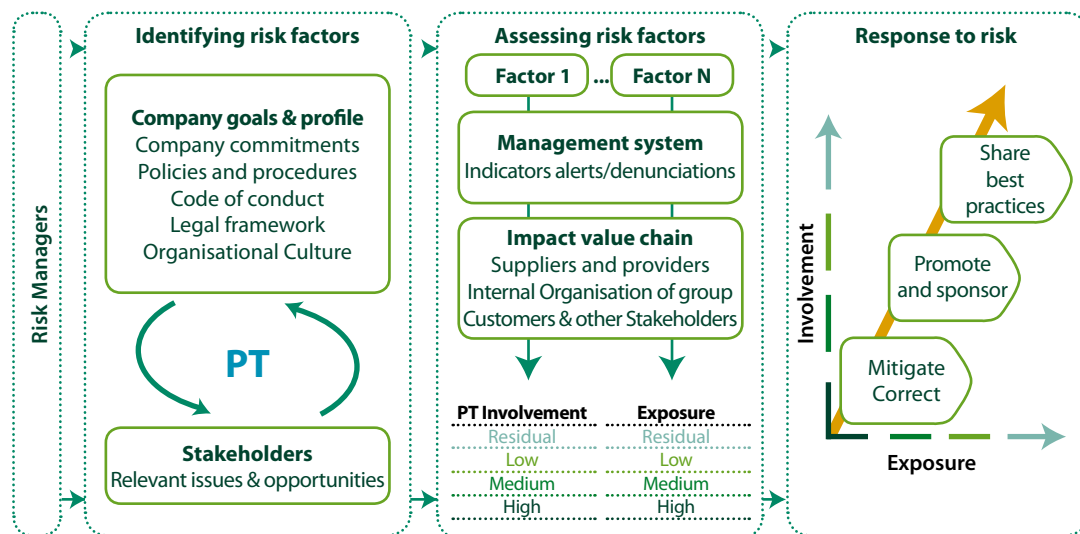 Risk Managers
Identifying risk factors
Company goals & profile
Company commitments
Policies and procedures
Code of conduct
Legal framework
Organisational Culture
PT
Stakeholders
Relevant issues & opportunities
Assessing risk factors
Factor 1 ... Factor N
Management system
Indicators alerts/denunciations
Impact value chain
Suppliers and providers
Internal Organisation of group
Customers & other Stakeholders
PT Involvement Exposure
Residual Residual
Low Low
Medium Medium
High High
Response to risk
Involvement
Share
best
practices
Promote
and sponsor
Mitigate
Correct
Exposure